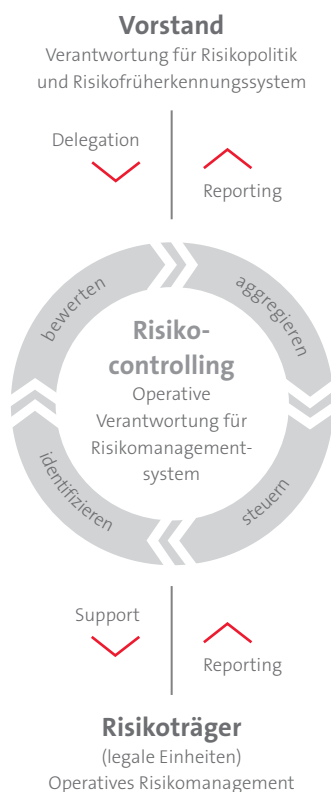 Vorstand
Verantwortung für Risikopolitik
und Risikofrüherkennungssystem
Delegation
Reporting
bewerten
aggregieren
Risiko-
controlling
Operative
Verantwortung für
Risikomanagement-
system
identifizieren
steuern
Support
Reporting
Risikoträger
(legale Einheiten)
Operatives Risikomanagement